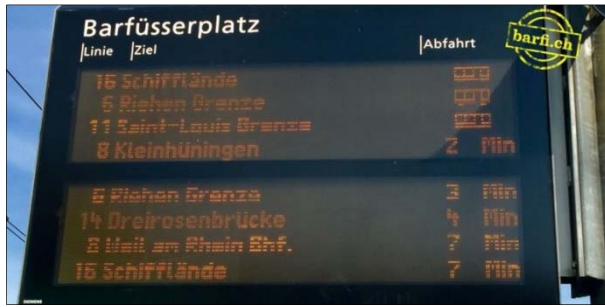 Barfüsserplatz
Linie Ziel Abfahrt
barfi.ch
16 Schifflände
6 Riehen Grenze
11 Saint-Louis Grenze
8 Kleinhüningen 2 Min
6 Riehen Grenze 3 Min
14 Dreirosenbrücke 4 Min
8 Weil am Rhein Bhf. 7 Min
16 Schifflände 7 Min
SIEMENS